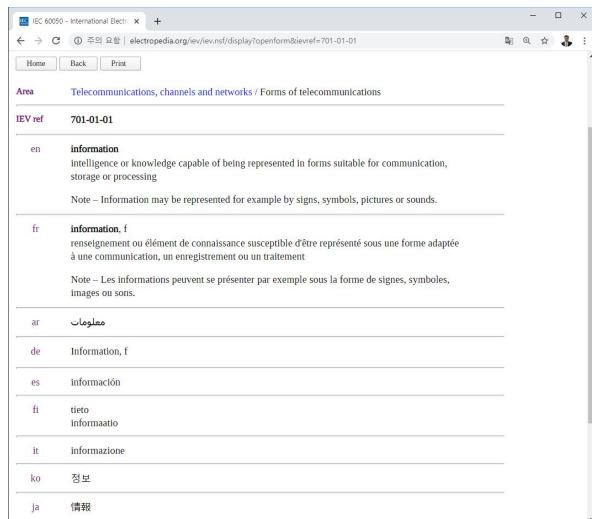 IEC 60050 - International Electro
electropedia.org/iev/iev.nsf/display?openform&ievref=701-01-01
주의 요함
Home Back Print
Area Telecommunications, channels and networks / Forms of telecommunications
IEV ref 701-01-01
en information
intelligence or knowledge capable of being represented in forms suitable for communication,
storage or processing
Note – Information may be represented for example by signs, symbols, pictures or sounds.
fr information, f
renseignement ou élément de connaissance susceptible d'être représenté sous une forme adaptée
à une communication, un enregistrement ou un traitement
Note – Les informations peuvent se présenter par exemple sous la forme de signes, symboles,
images ou sons.
ar معلومات
de Information, f
es información
fi tieto
informaatio
it informazione
ko 정보
ja 情報